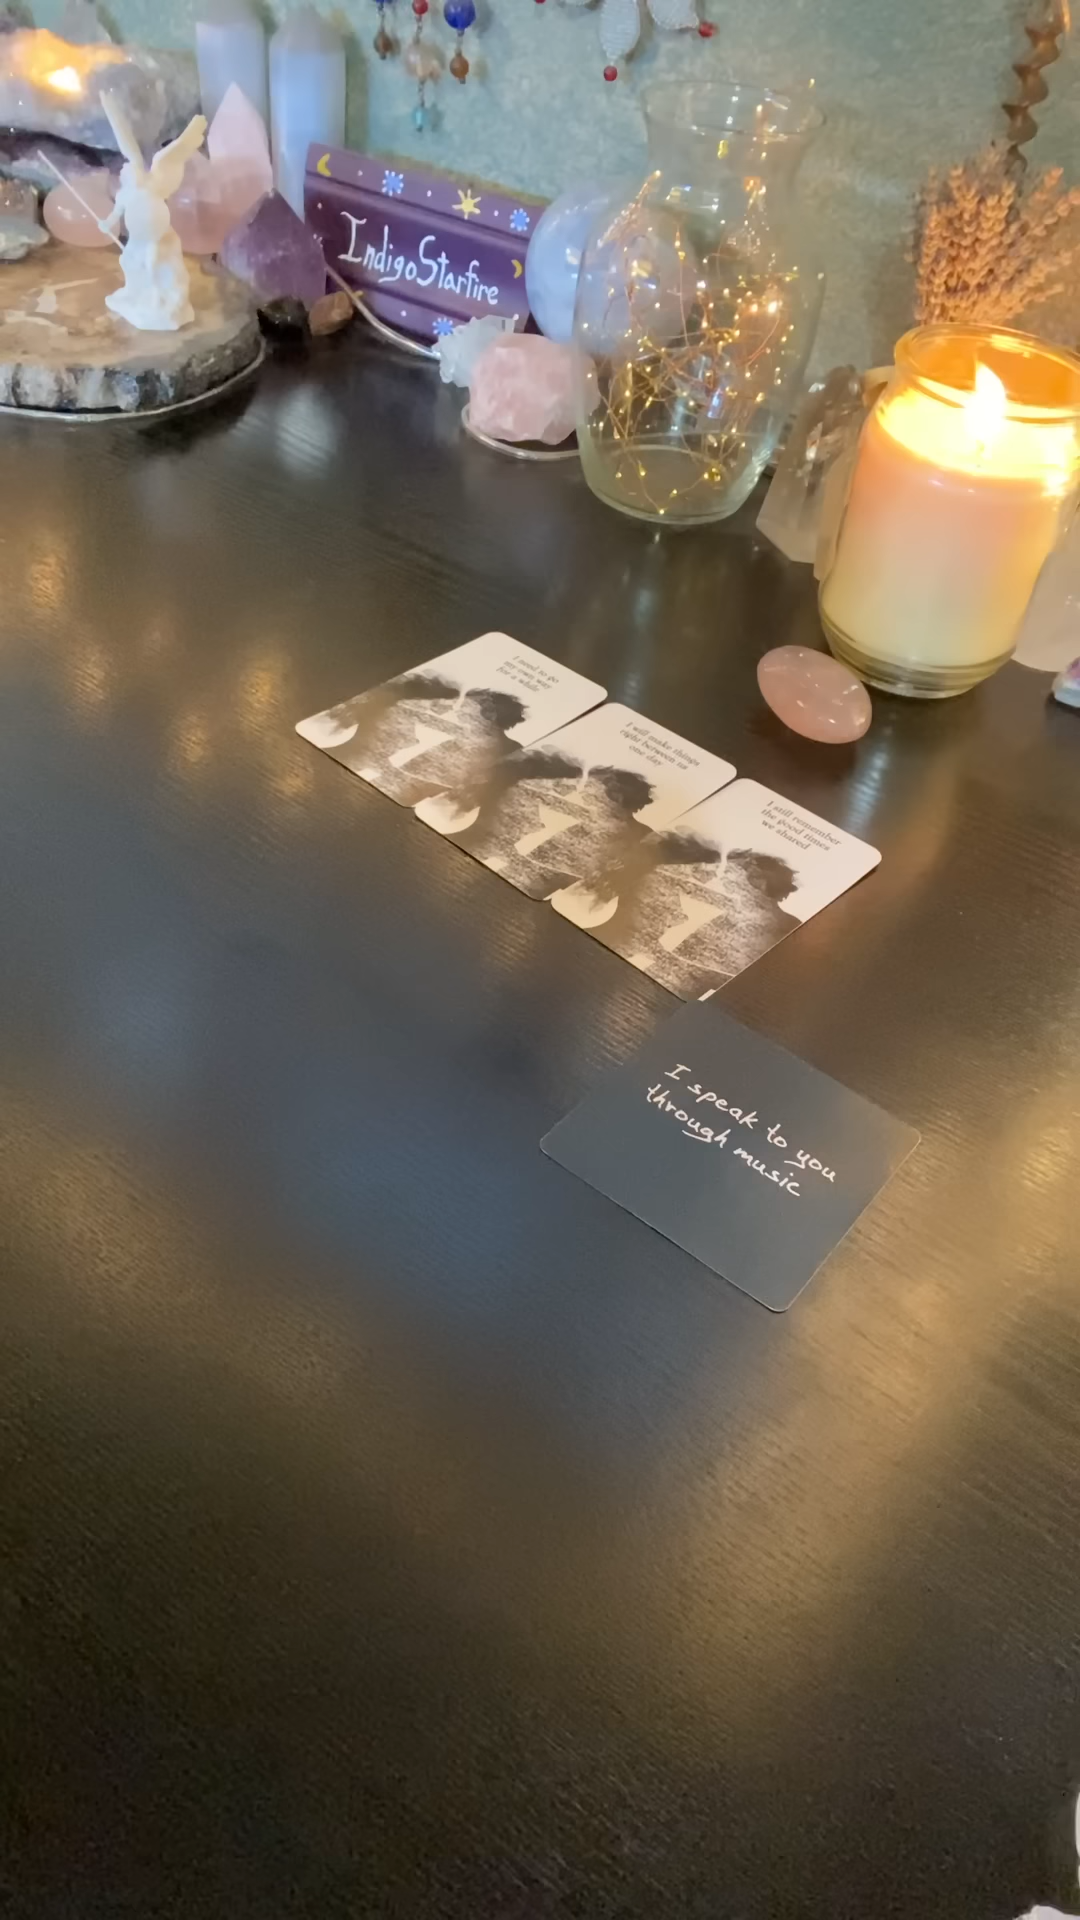 IndigoStarfire
I need to go
my own way
for a while
I will make things
right between us
one day
I still remember
the good times
we shared
I speak to you
through music